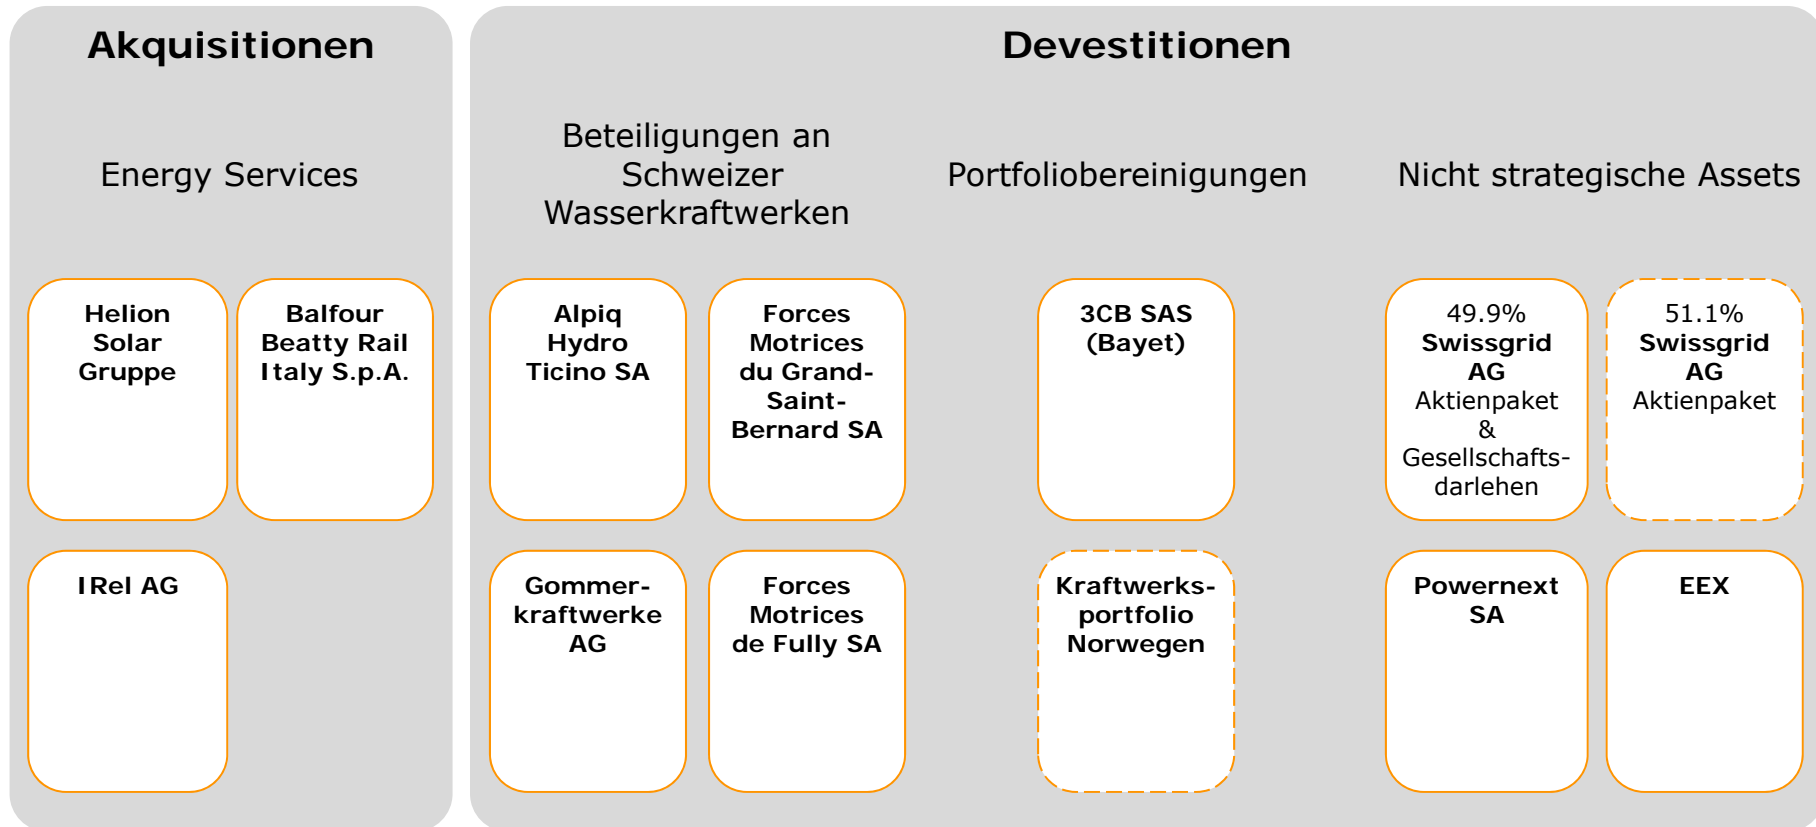 Akquisitionen
Energy Services
Helion
Solar
Gruppe
Balfour
Beatty Rail
Italy S.p.A.
IRel AG
Devestitionen
Beteiligungen an
Schweizer
Wasserkraftwerken
Alpiq
Hydro
Ticino SA
Forces
Motrices
du Grand-
Saint-
Bernard SA
Gommer-
kraftwerke
AG
Forces
Motrices
de Fully SA
Portfoliobereinigungen
3CB SAS
(Bayet)
Kraftwerks-
portfolio
Norwegen
Nicht strategische Assets
49.9%
Swissgrid
AG
Aktienpaket
&
Gesellschafts-
darlehen
51.1%
Swissgrid
AG
Aktienpaket
Powernext
SA
EEX